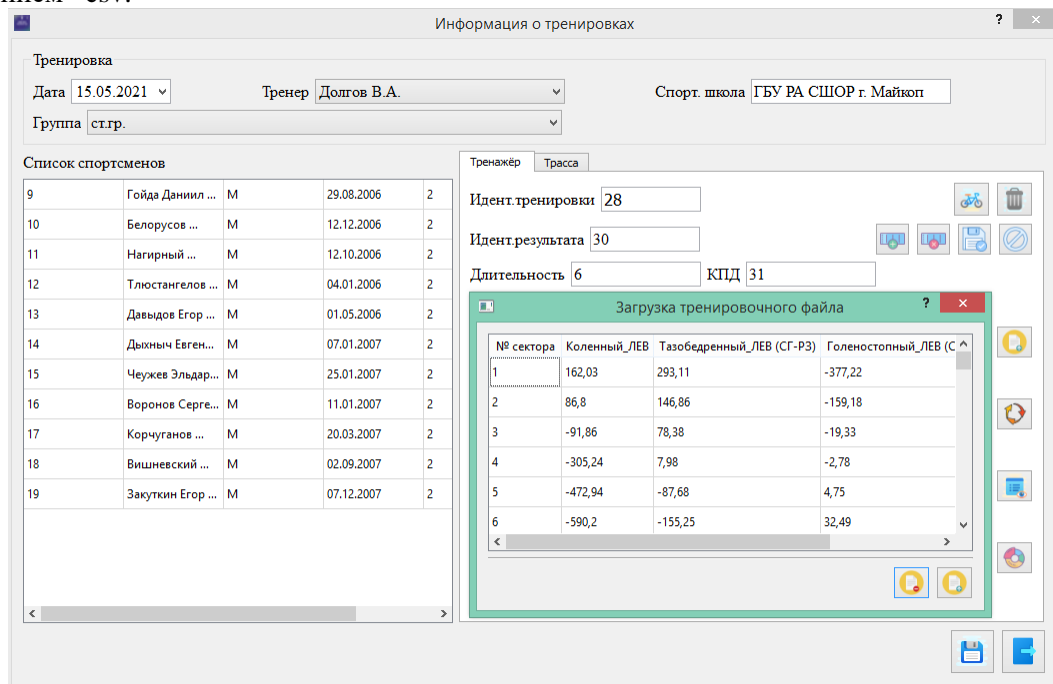 Информация о тренировках
?
×
Тренировка
Дата 15.05.2021 Тренер Долгов В.А. Спорт. школа ГБУ РА СШОР г. Майкоп
Группа ст.гр.
Список спортсменов
9 Гойда Даниил ... М 29.08.2006 2
10 Белорусов ... М 12.12.2006 2
11 Нагирный ... М 12.10.2006 2
12 Тлюстангелов ... М 04.01.2006 2
13 Давыдов Егор ... М 01.05.2006 2
14 Дыхныч Евген... М 07.01.2007 2
15 Чеужев Эльдар... М 25.01.2007 2
16 Воронов Серге... М 11.01.2007 2
17 Корчуганов ... М 20.03.2007 2
18 Вишневский ... М 02.09.2007 2
19 Закуткин Егор ... М 07.12.2007 2
Тренажёр Трасса
Идент.тренировки 28
Идент.результата 30
Длительность 6 КПД 31
Загрузка тренировочного файла
?
×
№ сектора Коленный_ЛЕВ Тазобедренный_ЛЕВ (СГ-РЗ) Голеностопный_ЛЕВ (С
1 162,03 293,11 -377,22
2 86,8 146,86 -159,18
3 -91,86 78,38 -19,33
4 -305,24 7,98 -2,78
5 -472,94 -87,68 4,75
6 -590,2 -155,25 32,49